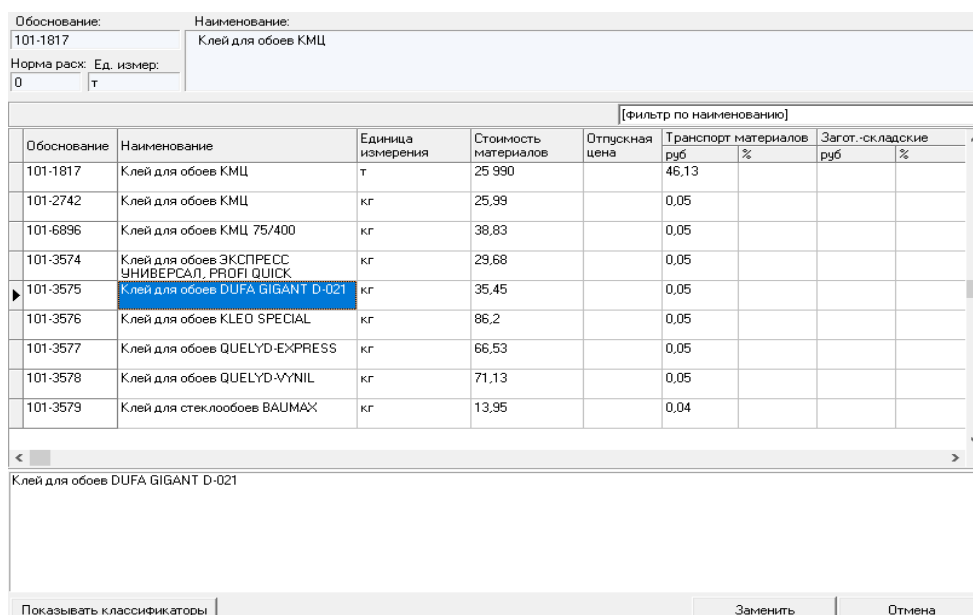 Обоснование: Наименование:
101-1817 Клей для обоев КМЦ
Норма расх: Ед. измер:
0 т
[фильтр по наименованию]
Обоснование Наименование Единица измерения Стоимость материалов Отпускная цена Транспорт материалов Загот.-складские
руб % руб %
101-1817 Клей для обоев КМЦ т 25 990 46,13
101-2742 Клей для обоев КМЦ кг 25,99 0,05
101-6896 Клей для обоев КМЦ 75/400 кг 38,83 0,05
101-3574 Клей для обоев ЭКСПРЕСС УНИВЕРСАЛ, PROFI QUICK кг 29,68 0,05
101-3575 Клей для обоев DUFA GIGANT D-021 кг 35,45 0,05
101-3576 Клей для обоев KLEO SPECIAL кг 86,2 0,05
101-3577 Клей для обоев QUELYD-EXPRESS кг 66,53 0,05
101-3578 Клей для обоев QUELYD-VYNIL кг 71,13 0,05
101-3579 Клей для стеклообоев BAUMAX кг 13,95 0,04
Клей для обоев DUFA GIGANT D-021
Показывать классификаторы Заменить Отмена